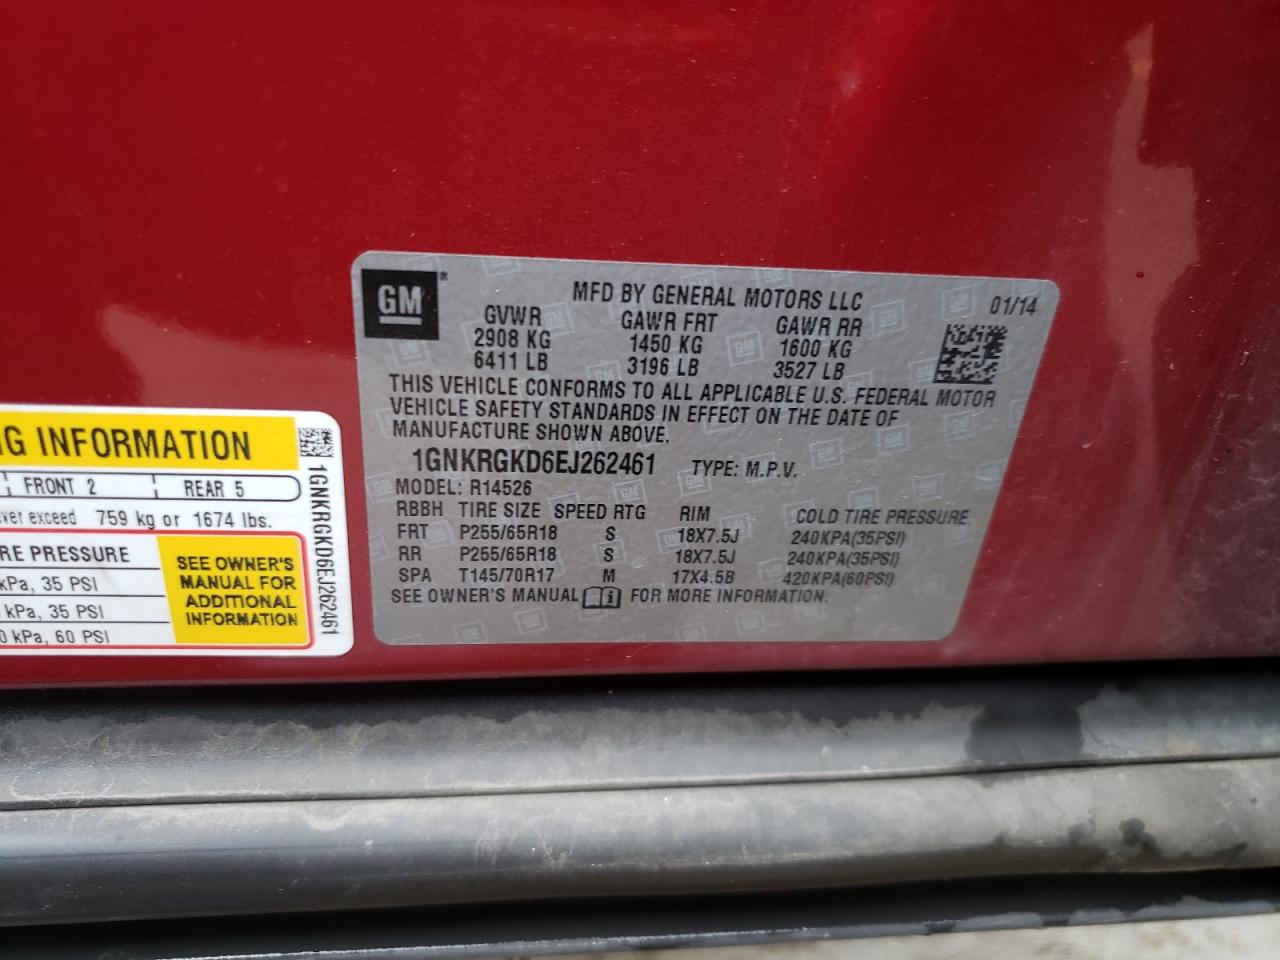 GM
MFD BY GENERAL MOTORS LLC 01/14
GVWR GAWR FRT GAWR RR
2908 KG 1450 KG 1600 KG
6411 LB 3196 LB 3527 LB
THIS VEHICLE CONFORMS TO ALL APPLICABLE U.S. FEDERAL MOTOR
VEHICLE SAFETY STANDARDS IN EFFECT ON THE DATE OF
MANUFACTURE SHOWN ABOVE.
1GNKRGKD6EJ262461 TYPE: M.P.V.
MODEL: R14526
RBBH TIRE SIZE SPEED RTG RIM COLD TIRE PRESSURE
FRT P255/65R18 S 18X7.5J 240KPA(35PSI)
RR P255/65R18 S 18X7.5J 240KPA(35PSI)
SPA T145/70R17 M 17X4.5B 420KPA(60PSI)
SEE OWNER'S MANUAL FOR MORE INFORMATION.
G INFORMATION
FRONT 2 REAR 5
ver exceed 759 kg or 1674 lbs.
RE PRESSURE
kPa, 35 PSI
kPa, 35 PSI
0 kPa, 60 PSI
SEE OWNER'S
MANUAL FOR
ADDITIONAL
INFORMATION
1GNKRGKD6EJ262461